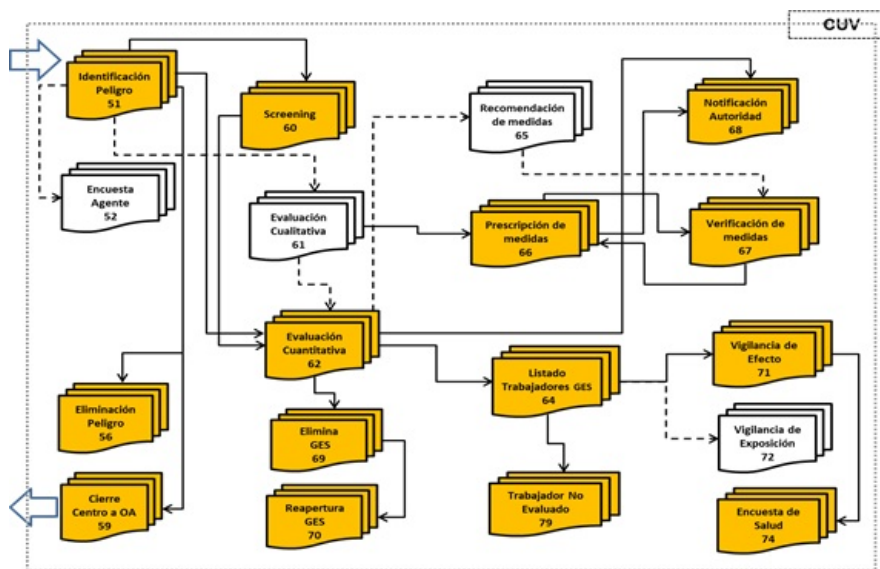 CUV
Identificación
Peligro
51
Screening
60
Recomendación
de medidas
65
Notificación
Autoridad
68
Encuesta
Agente
52
Evaluación
Cualitativa
61
Prescripción de
medidas
66
Verificación de
medidas
67
Evaluación
Cuantitativa
62
Listado
Trabajadores GES
64
Vigilancia de
Efecto
71
Eliminación
Peligro
56
Elimina
GES
69
Vigilancia de
Exposición
72
Cierre
Centro a OA
59
Reapertura
GES
70
Trabajador No
Evaluado
79
Encuesta de
Salud
74